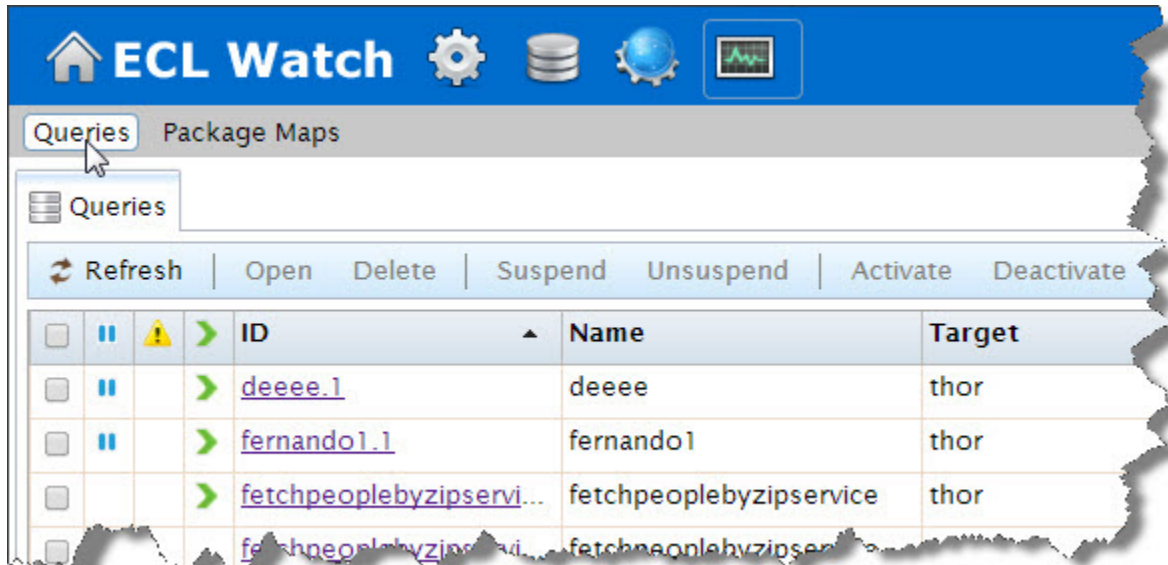 ECL Watch
Queries Package Maps
Queries
Refresh Open Delete Suspend Unsuspend Activate Deactivate
ID Name Target
deeee.1 deeee thor
fernando1.1 fernando1 thor
fetchpeoplebyzipservi... fetchpeoplebyzipservice thor